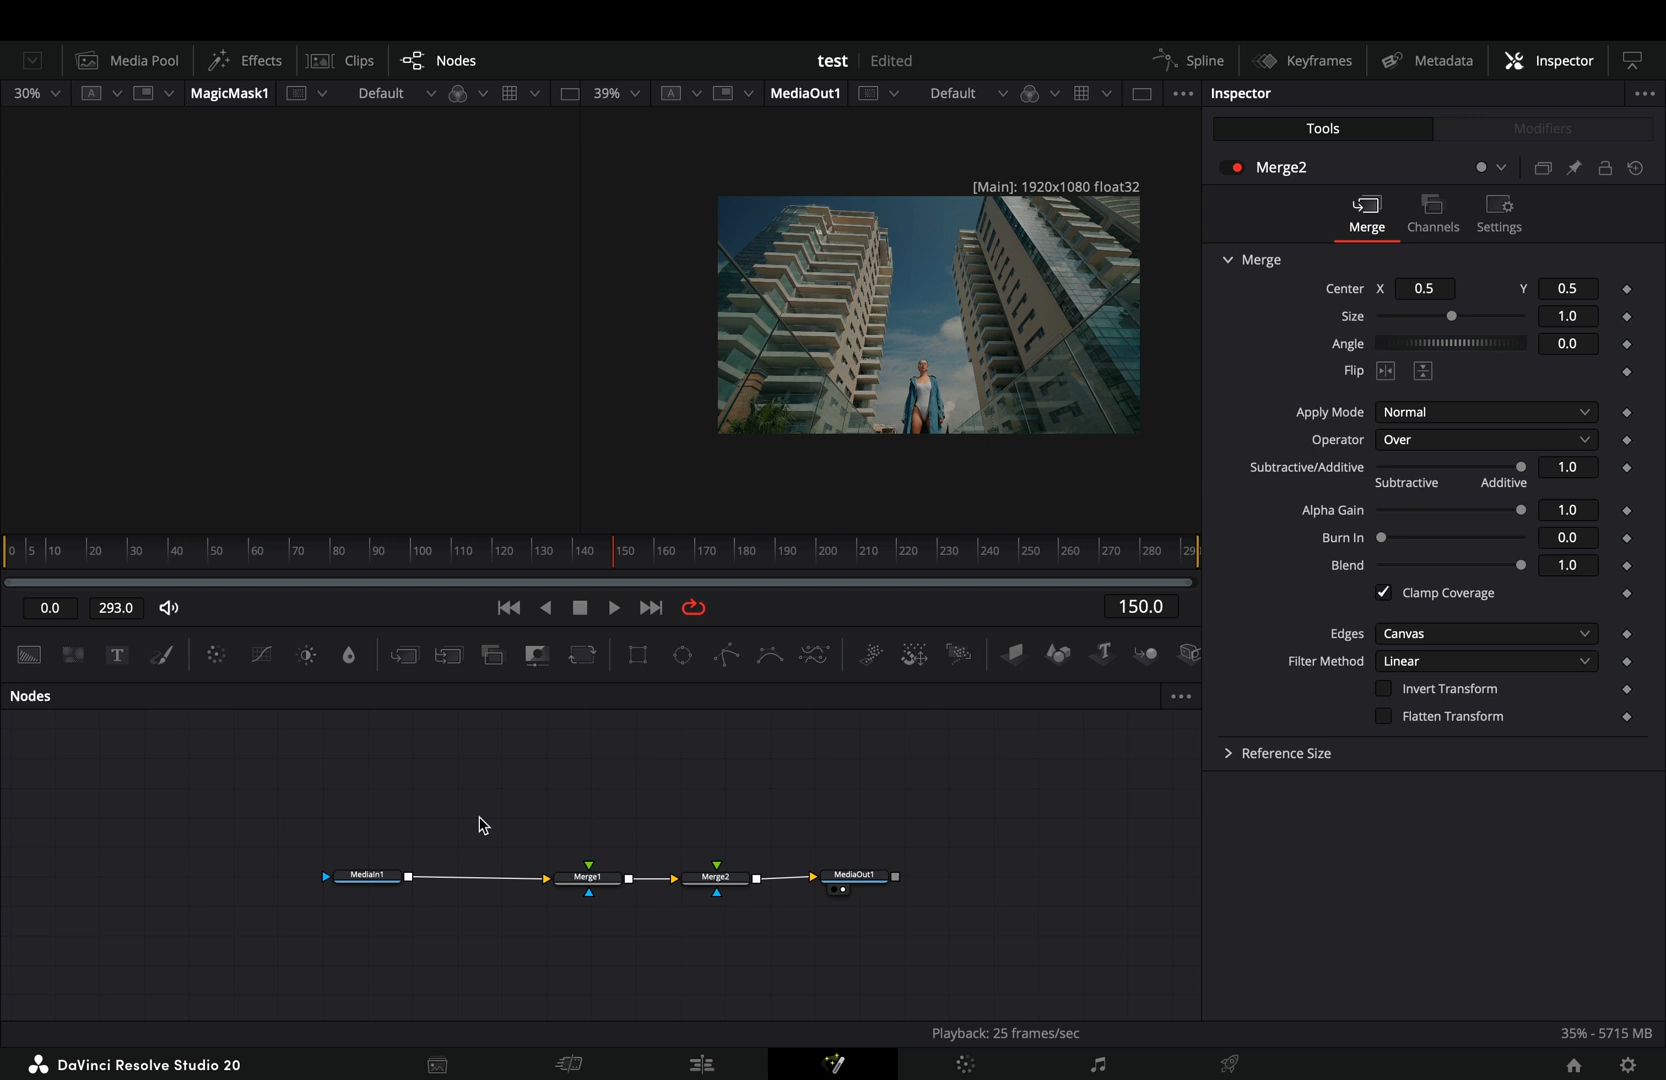 Media Pool
Effects
Clips
Nodes
test
Edited
Spline
Keyframes
Metadata
Inspector
30%
A
MagicMask1
Default
39%
A
MediaOut1
Default
Inspector
[Main]: 1920x1080 float32
Tools
Modifiers
Merge2
Merge
Channels
Settings
Merge
Center X 0.5 Y 0.5
Size 1.0
Angle 0.0
Flip
Apply Mode Normal
Operator Over
Subtractive/Additive 1.0
Subtractive Additive
Alpha Gain 1.0
Burn In 0.0
Blend 1.0
Clamp Coverage
Edges Canvas
Filter Method Linear
Invert Transform
Flatten Transform
Reference Size
0 5 10 20 30 40 50 60 70 80 90 100 110 120 130 140 150 160 170 180 190 200 210 220 230 240 250 260 270 280 29
0.0
293.0
150.0
T
T
Nodes
MediaIn1
Merge1
Merge2
MediaOut1
Playback: 25 frames/sec
35% - 5715 MB
DaVinci Resolve Studio 20